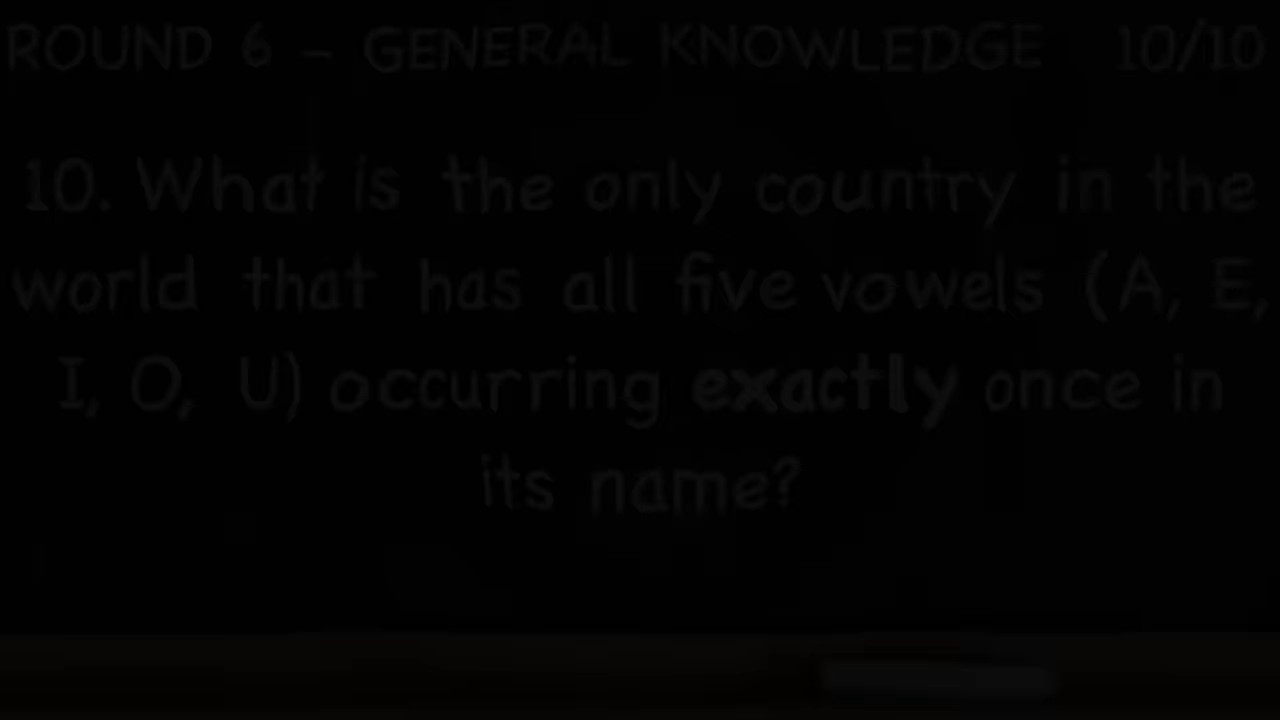 ROUND 6 – GENERAL KNOWLEDGE 10/10
10. What is the only country in the
world that has all five vowels (A, E,
I, O, U) occurring exactly once in
its name?